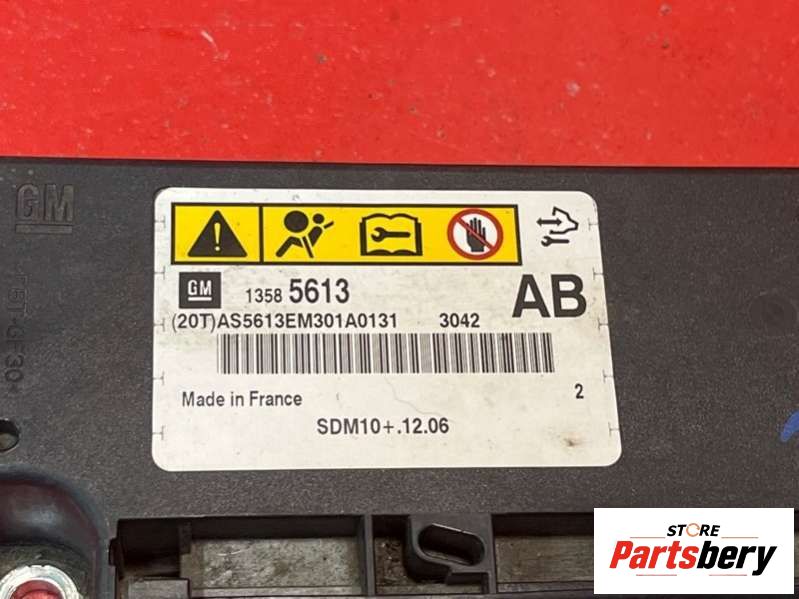 GM
GM
1358 5613
AB
(20T)AS5613EM301A0131 3042
Made in France
2
SDM10+.12.06
STORE
Partsbery